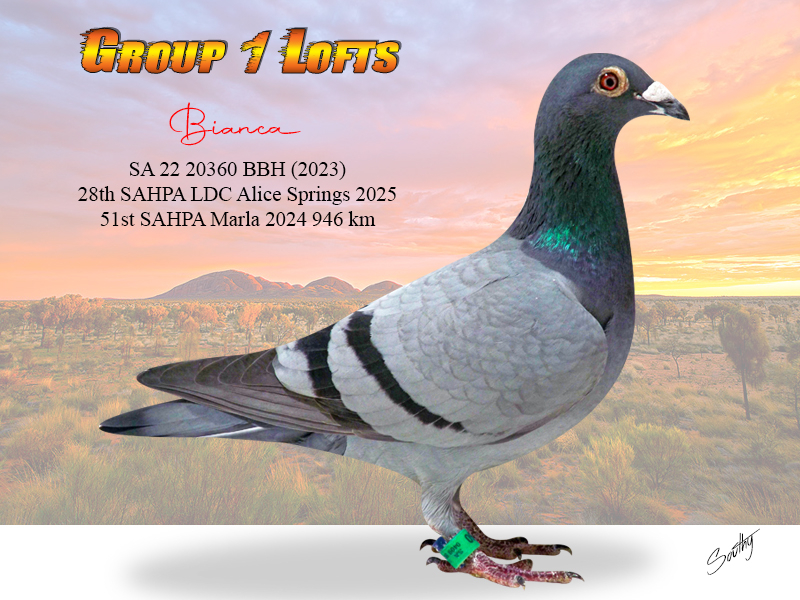 Group 1 Lofts
Bianca
SA 22 20360 BBH (2023)
28th SAHPA LDC Alice Springs 2025
51st SAHPA Marla 2024 946 km
Southy